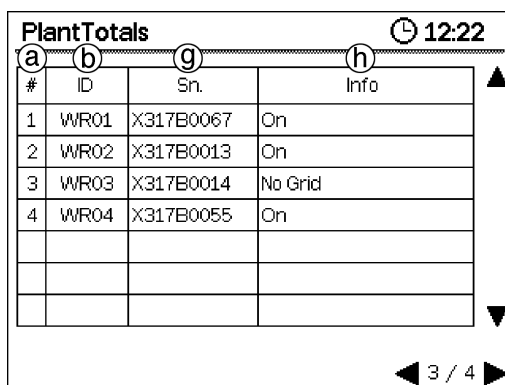 PlantTotals 12:22
a b g h
# ID Sn. Info
1 WR01 X317B0067 On
2 WR02 X317B0013 On
3 WR03 X317B0014 No Grid
4 WR04 X317B0055 On
3 / 4